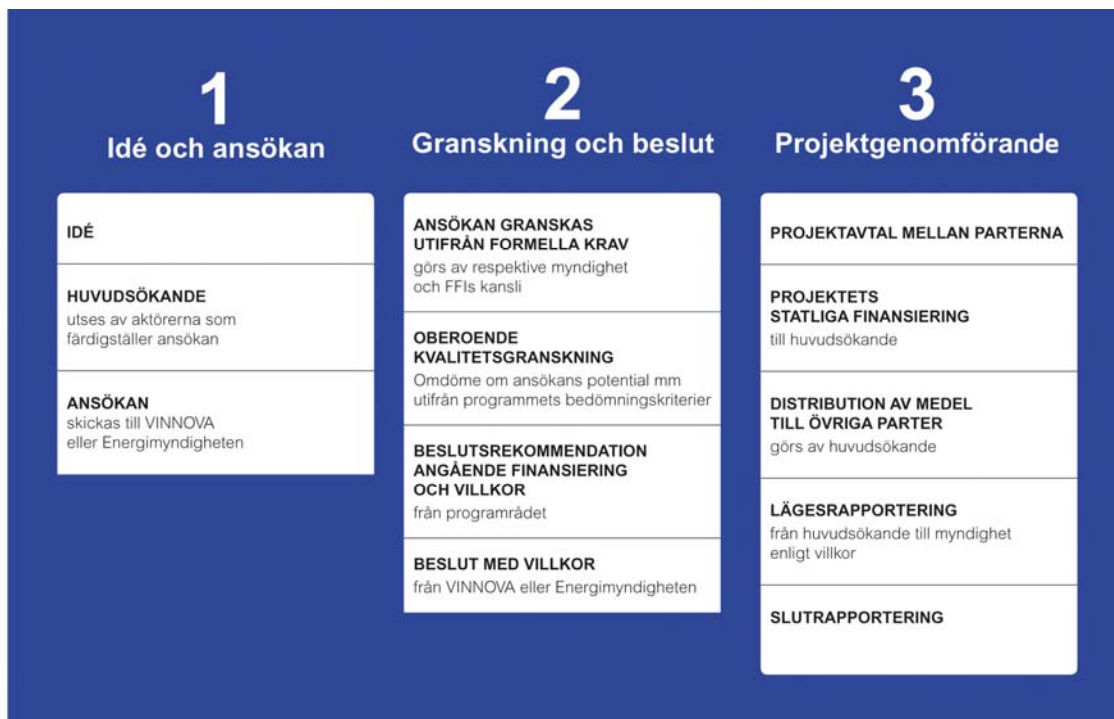 1
Idé och ansökan
IDÉ
HUVUDSÖKANDE
utses av aktörerna som
färdigställer ansökan
ANSÖKAN
skickas till VINNOVA
eller Energimyndigheten
2
Granskning och beslut
ANSÖKAN GRANSKAS
UTIFRÅN FORMELLA KRAV
görs av respektive myndighet
och FFIs kansli
OBEROENDE
KVALITETSGRANSKNING
Omdöme om ansökans potential mm
utifrån programmets bedömningskriterier
BESLUTSREKOMMENDATION
ANGÅENDE FINANSIERING
OCH VILLKOR
från programrådet
BESLUT MED VILLKOR
från VINNOVA eller Energimyndigheten
3
Projektgenomförande
PROJEKTAVTAL MELLAN PARTERNA
PROJEKTETS
STATLIGA FINANSIERING
till huvudsökande
DISTRIBUTION AV MEDEL
TILL ÖVRIGA PARTER
görs av huvudsökande
LÄGESRAPPORTERING
från huvudsökande till myndighet
enligt villkor
SLUTRAPPORTERING